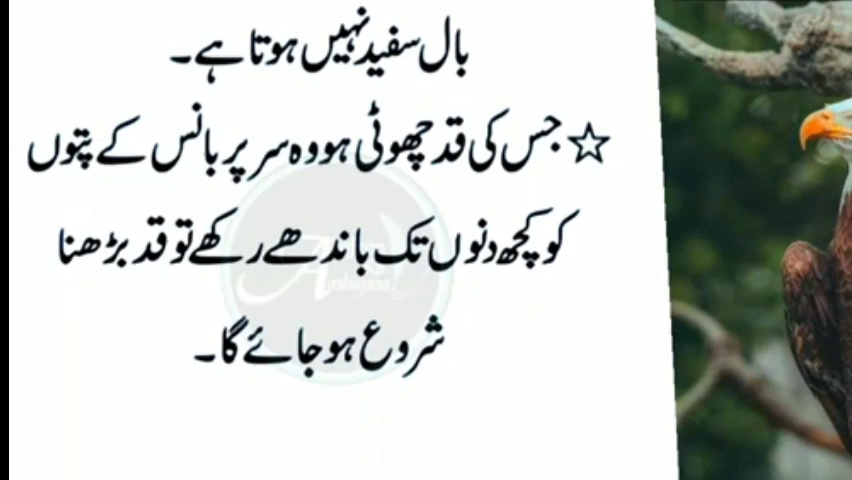 بال سفید نہیں ہوتا ہے۔
☆ جس کی قد چھوٹی ہو وہ سر پر بانس کے پتوں
کو کچھ دنوں تک باندھے رکھے تو قد بڑھنا
شروع ہو جائے گا۔